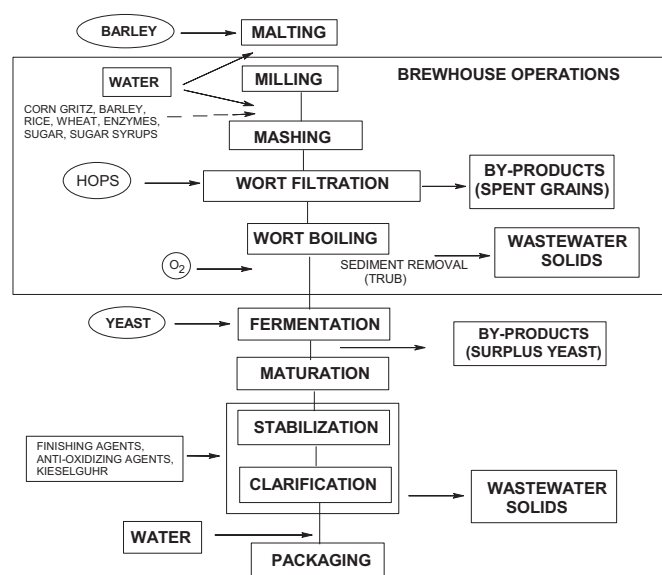 BARLEY
MALTING
BREWHOUSE OPERATIONS
WATER
MILLING
CORN GRITZ, BARLEY,
RICE, WHEAT, ENZYMES,
SUGAR, SUGAR SYRUPS
MASHING
HOPS
WORT FILTRATION
BY-PRODUCTS
(SPENT GRAINS)
WORT BOILING
O2
SEDIMENT REMOVAL
(TRUB)
WASTEWATER
SOLIDS
YEAST
FERMENTATION
BY-PRODUCTS
(SURPLUS YEAST)
MATURATION
STABILIZATION
FINISHING AGENTS,
ANTI-OXIDIZING AGENTS,
KIESELGUHR
CLARIFICATION
WASTEWATER
SOLIDS
WATER
PACKAGING